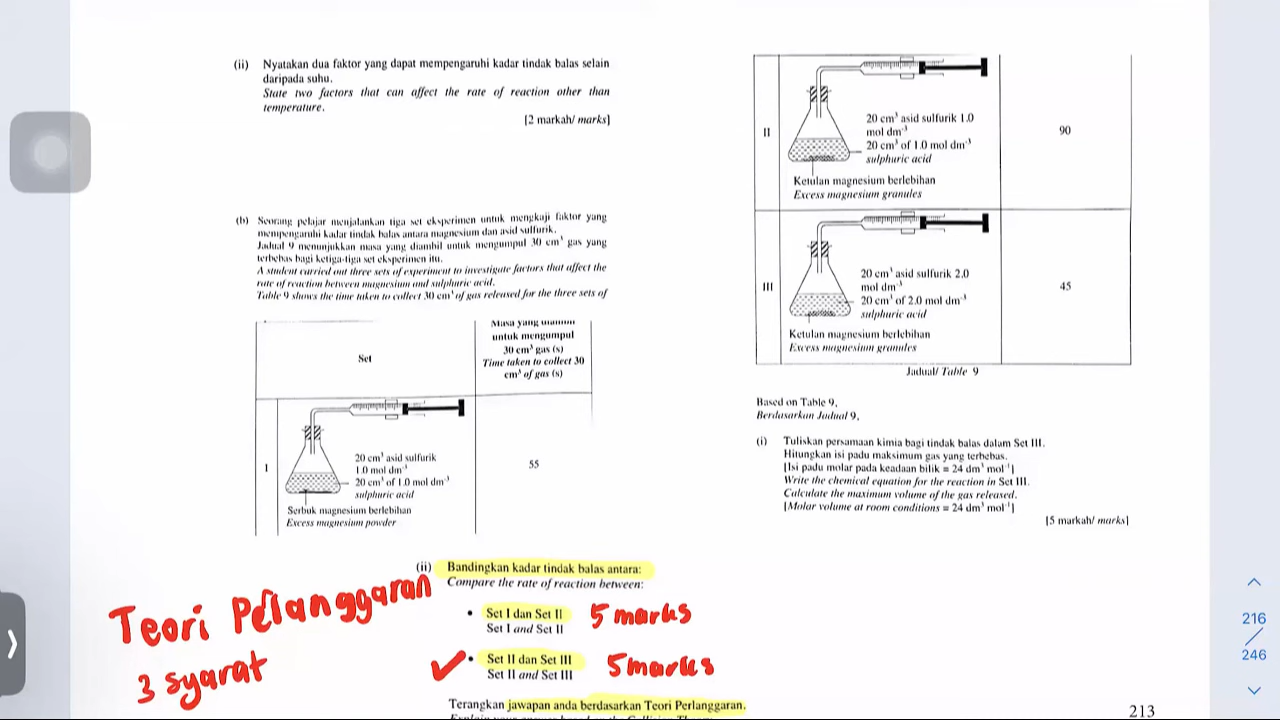 (ii) Nyatakan dua faktor yang dapat mempengaruhi kadar tindak balas selain
daripada suhu.
State two factors that can affect the rate of reaction other than
temperature.
[2 markah/ marks]
(b) Seorang pelajar menjalankan tiga set eksperimen untuk mengkaji faktor yang
mempengaruhi kadar tindak balas antara magnesium dan asid sulfurik.
Jadual 9 menunjukkan masa yang diambil untuk mengumpul 30 cm³ gas yang
terbebas bagi ketiga-tiga set eksperimen itu.
A student carried out three sets of experiment to investigate factors that affect the
rate of reaction between magnesium and sulphuric acid.
Table 9 shows the time taken to collect 30 cm³ of gas released for the three sets of
Set
Masa yang diambil
untuk mengumpul
30 cm³ gas (s)
Time taken to collect 30
cm³ of gas (s)
I
20 cm³ asid sulfurik
1.0 mol dm⁻³
20 cm³ of 1.0 mol dm⁻³
sulphuric acid
Serbuk magnesium berlebihan
Excess magnesium powder
55
II
20 cm³ asid sulfurik 1.0
mol dm⁻³
20 cm³ of 1.0 mol dm⁻³
sulphuric acid
Ketulan magnesium berlebihan
Excess magnesium granules
90
III
20 cm³ asid sulfurik 2.0
mol dm⁻³
20 cm³ of 2.0 mol dm⁻³
sulphuric acid
Ketulan magnesium berlebihan
Excess magnesium granules
45
Jadual/ Table 9
Based on Table 9,
Berdasarkan Jadual 9,
(i) Tuliskan persamaan kimia bagi tindak balas dalam Set III.
Hitungkan isi padu maksimum gas yang terbebas.
[Isi padu molar pada keadaan bilik = 24 dm³ mol⁻¹]
Write the chemical equation for the reaction in Set III.
Calculate the maximum volume of the gas released.
[Molar volume at room conditions = 24 dm³ mol⁻¹]
[5 markah/ marks]
(ii) Bandingkan kadar tindak balas antara:
Compare the rate of reaction between:
• Set I dan Set II 5 marks
Set I and Set II
• Set II dan Set III 5 marks
Set II and Set III
Terangkan jawapan anda berdasarkan Teori Perlanggaran.
Teori Pelanggaran
3 syarat
216
246
213